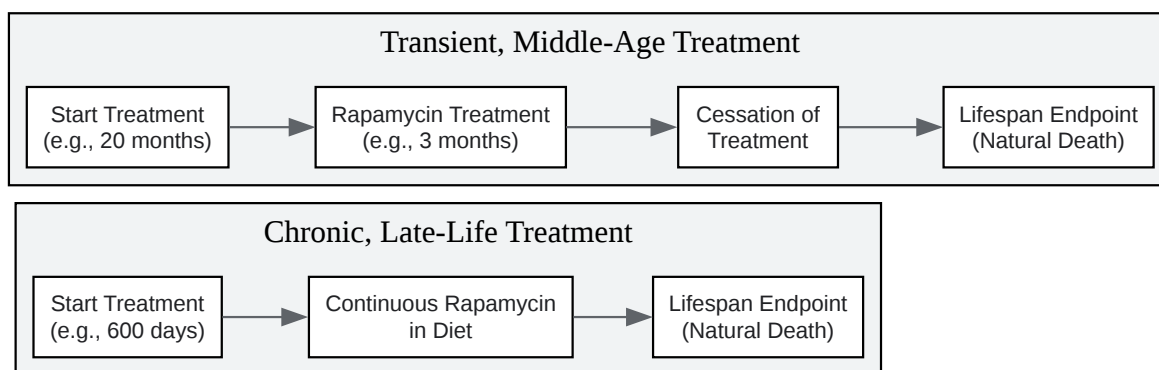 Transient, Middle-Age Treatment
Start Treatment
(e.g., 20 months)
Rapamycin Treatment
(e.g., 3 months)
Cessation of
Treatment
Lifespan Endpoint
(Natural Death)
Chronic, Late-Life Treatment
Start Treatment
(e.g., 600 days)
Continuous Rapamycin
in Diet
Lifespan Endpoint
(Natural Death)